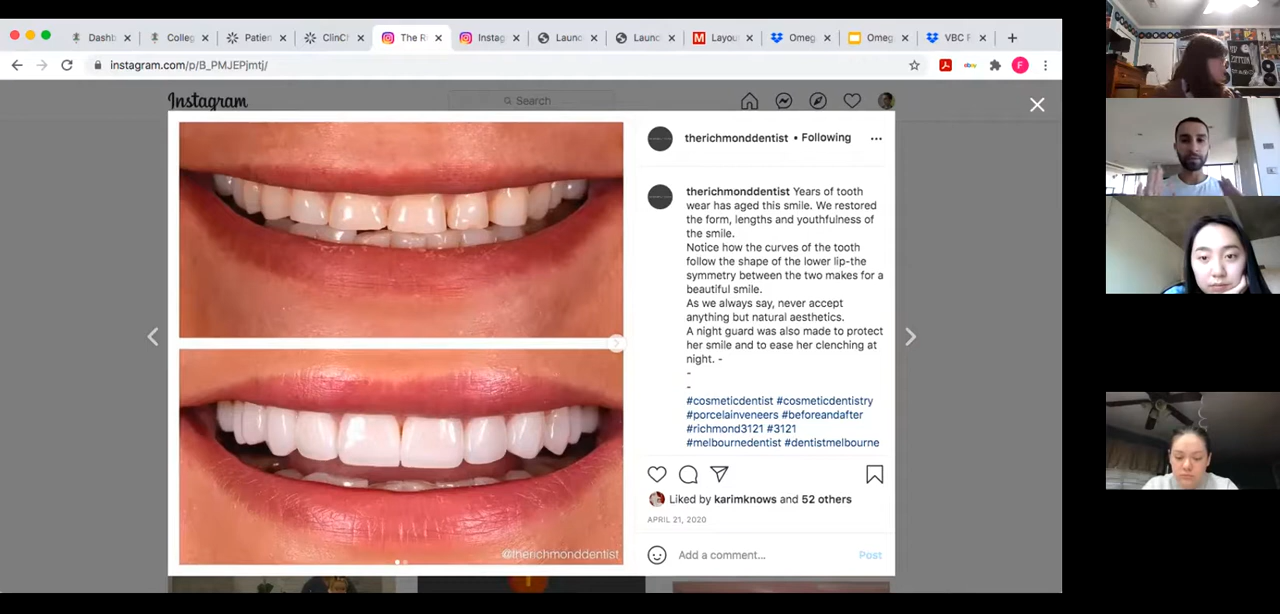 Dashb
Colleg
Patien
ClinCh
The R
Instag
Launc
Launc
Layou
Omeg
Omeg
VBC F
instagram.com/p/B_PMJEPjmtj/
Instagram
Search
therichmonddentist • Following
therichmonddentist Years of tooth
wear has aged this smile. We restored
the form, lengths and youthfulness of
the smile.
Notice how the curves of the tooth
follow the shape of the lower lip-the
symmetry between the two makes for a
beautiful smile.
As we always say, never accept
anything but natural aesthetics.
A night guard was also made to protect
her smile and to ease her clenching at
night. -
-
-
#cosmeticdentist #cosmeticdentistry
#porcelainveneers #beforeandafter
#richmond3121 #3121
#melbournedentist #dentistmelbourne
Liked by karimknows and 52 others
APRIL 21, 2020
Add a comment...
Post
@therichmonddentist